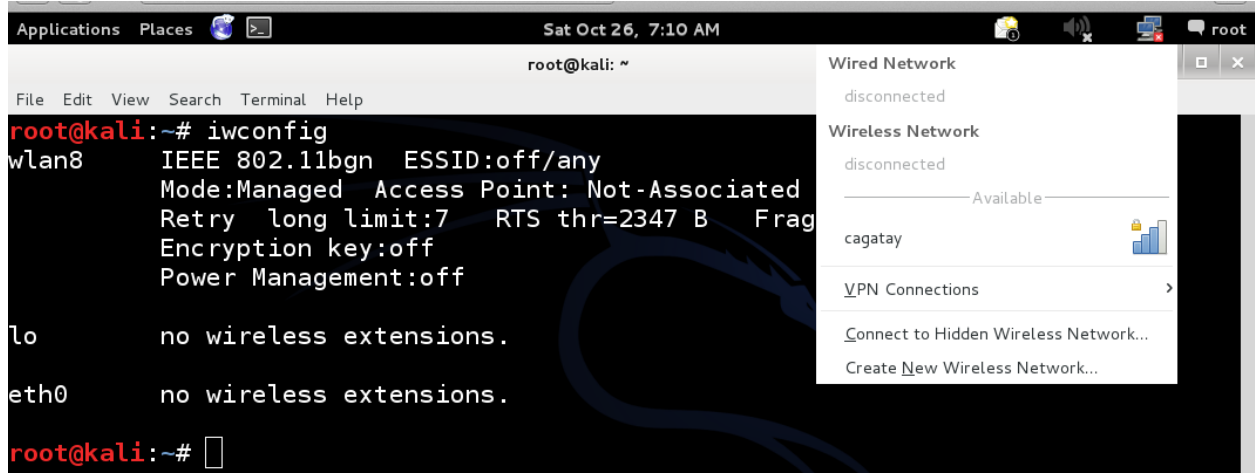 Applications Places Sat Oct 26, 7:10 AM 1 root
root@kali: ~
File Edit View Search Terminal Help
root@kali:~# iwconfig
wlan8 IEEE 802.11bgn ESSID:off/any
Mode:Managed Access Point: Not-Associated
Retry long limit:7 RTS thr=2347 B Frag
Encryption key:off
Power Management:off
lo no wireless extensions.
eth0 no wireless extensions.
root@kali:~#
Wired Network
disconnected
Wireless Network
disconnected
Available
cagatay
VPN Connections
Connect to Hidden Wireless Network...
Create New Wireless Network...